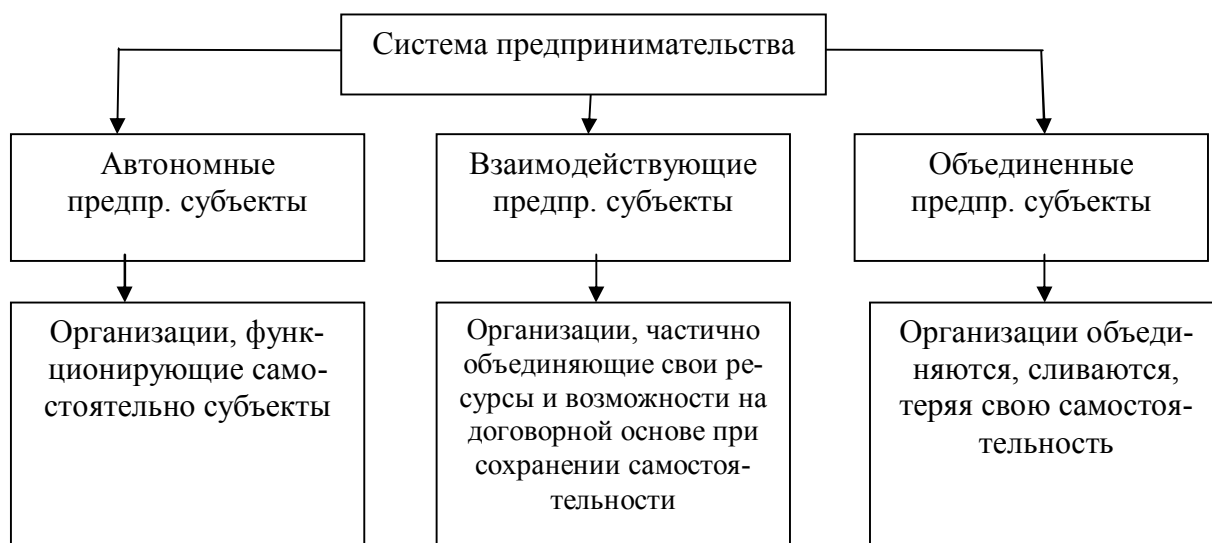 Система предпринимательства
Автономные
предпр. субъекты
Взаимодействующие
предпр. субъекты
Объединенные
предпр. субъекты
Организации, функ-
ционирующие само-
стоятельно субъекты
Организации, частично
объединяющие свои ре-
сурсы и возможности на
договорной основе при
сохранении самостоя-
тельности
Организации объеди-
няются, сливаются,
теряя свою самостоя-
тельность